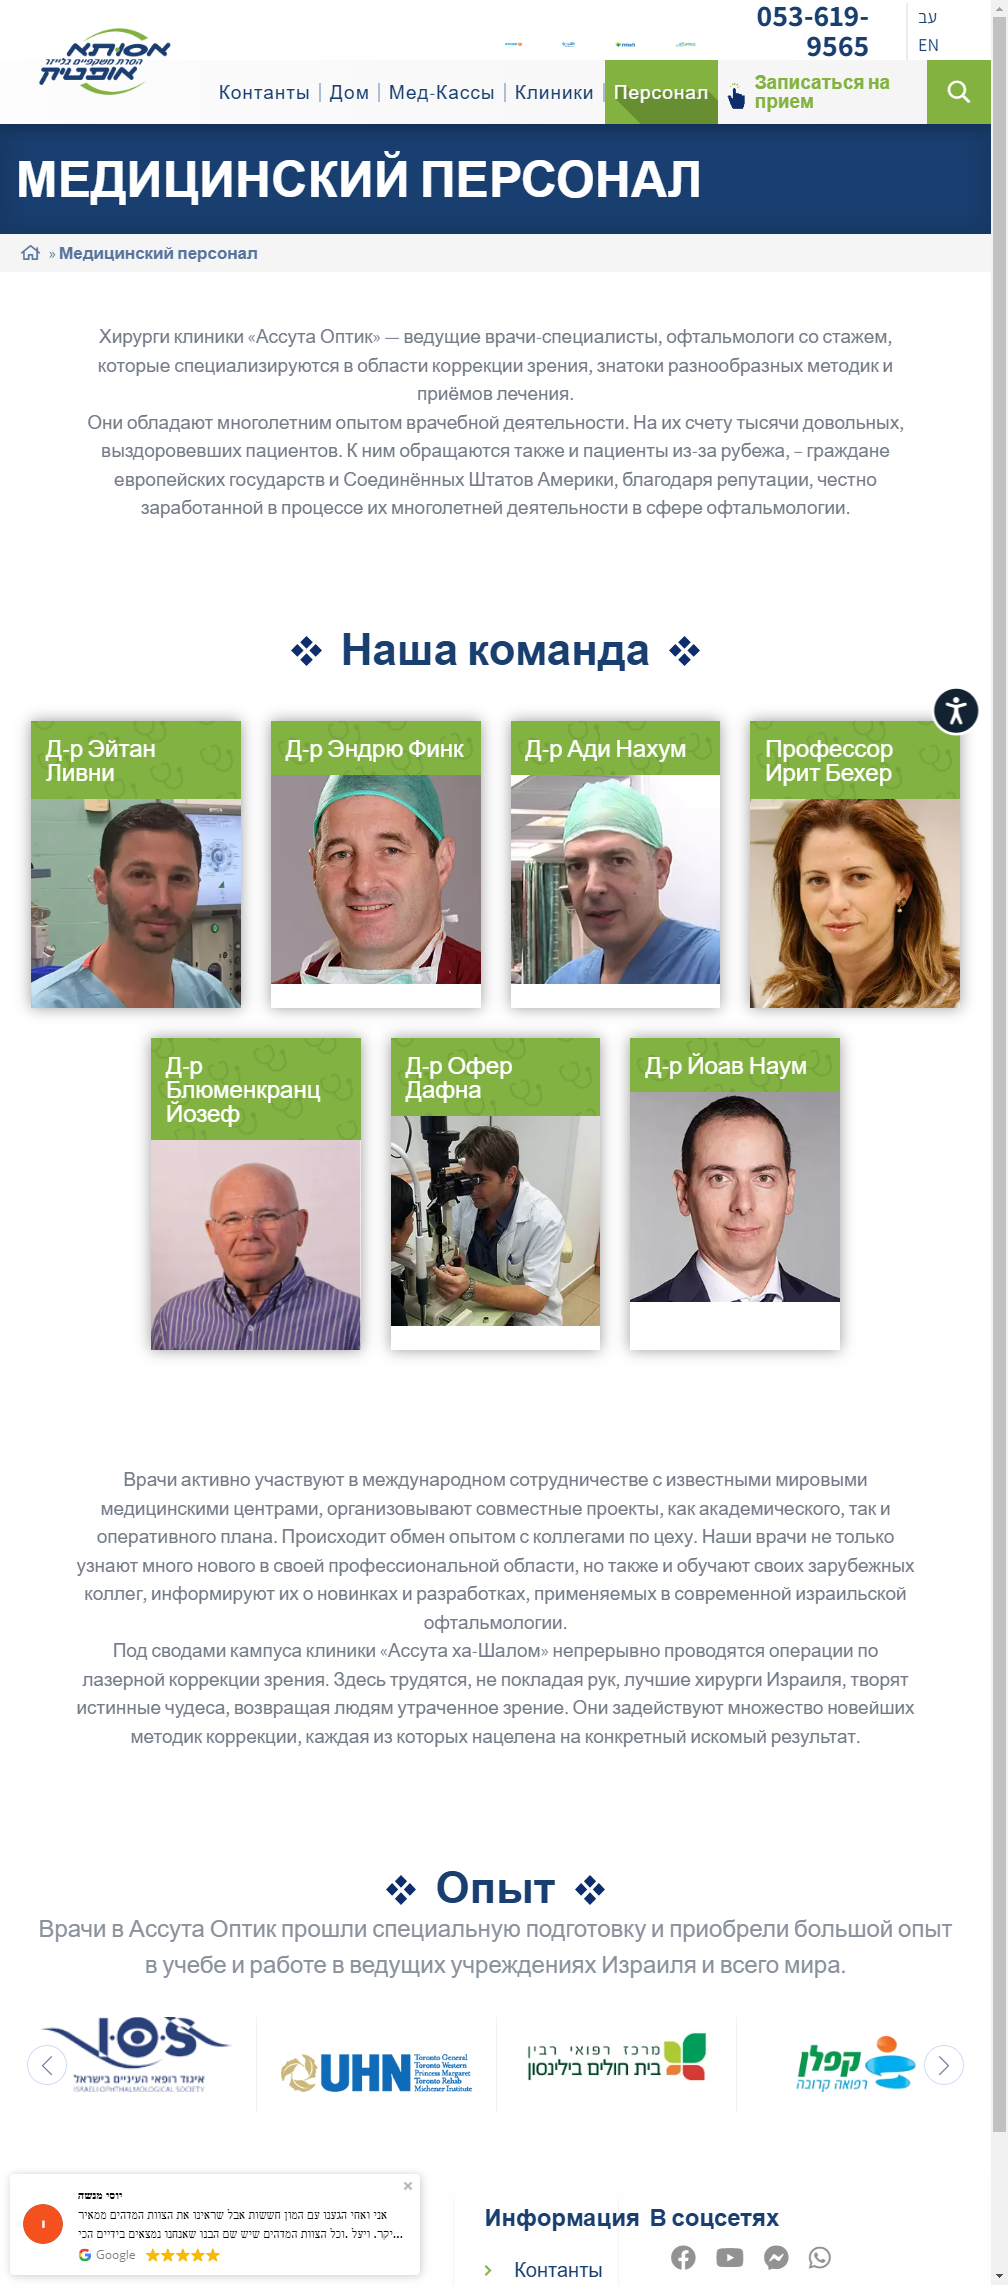 אסותא
הסרת משקפיים בלייזר
אופטיק
053-619-
9565
עב
EN
Контанты
Дом
Мед-Кассы
Клиники
Персонал
Записаться на
прием
МЕДИЦИНСКИЙ ПЕРСОНАЛ
» Медицинский персонал
Хирурги клиники «Ассута Оптик» — ведущие врачи-специалисты, офтальмологи со стажем,
которые специализируются в области коррекции зрения, знатоки разнообразных методик и
приёмов лечения.
Они обладают многолетним опытом врачебной деятельности. На их счету тысячи довольных,
выздоровевших пациентов. К ним обращаются также и пациенты из-за рубежа, – граждане
европейских государств и Соединённых Штатов Америки, благодаря репутации, честно
заработанной в процессе их многолетней деятельности в сфере офтальмологии.
Наша команда
Д-р Эйтан
Ливни
Д-р Эндрю Финк
Д-р Ади Нахум
Профессор
Ирит Бехер
Д-р
Блюменкранц
Йозеф
Д-р Офер
Дафна
Д-р Йоав Наум
Врачи активно участвуют в международном сотрудничестве с известными мировыми
медицинскими центрами, организовывают совместные проекты, как академического, так и
оперативного плана. Происходит обмен опытом с коллегами по цеху. Наши врачи не только
узнают много нового в своей профессиональной области, но также и обучают своих зарубежных
коллег, информируют их о новинках и разработках, применяемых в современной израильской
офтальмологии.
Под сводами кампуса клиники «Ассута ха-Шалом» непрерывно проводятся операции по
лазерной коррекции зрения. Здесь трудятся, не покладая рук, лучшие хирурги Израиля, творят
истинные чудеса, возвращая людям утраченное зрение. Они задействуют множество новейших
методик коррекции, каждая из которых нацелена на конкретный искомый результат.
Опыт
Врачи в Ассута Оптик прошли специальную подготовку и приобрели большой опыт
в учебе и работе в ведущих учреждениях Израиля и всего мира.
I·O·S
איגוד רופאי העיניים בישראל
ISRAELI OPHTHALMOLOGICAL SOCIETY
UHN
Toronto General
Toronto Western
Princess Margaret
Toronto Rehab
Michener Institute
מרכז רפואי רבין
בית חולים בילינסון
קפלן
רפואה קרובה
יוסי מנשה
אני ואחי הגענו עם המון חששות אבל שראינו את הצוות המדהים ממאיר
יקר. ויעל .וכל הצוות המדהים שיש שם הבנו שאנחנו נמצאים בידיים הכי...
Google
Информация
В соцсетях
Контанты